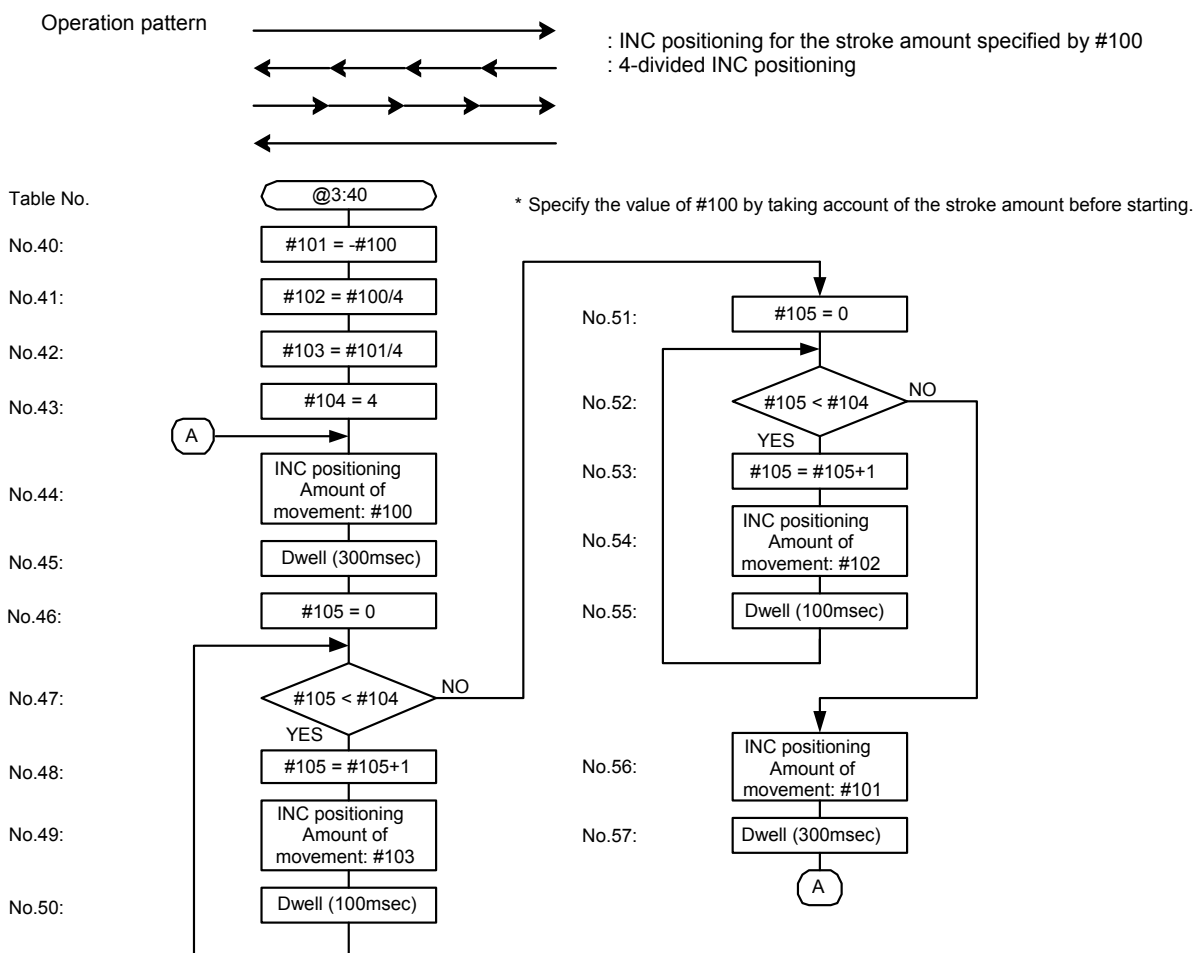 Operation pattern
: INC positioning for the stroke amount specified by #100
: 4-divided INC positioning
Table No.
@3:40
* Specify the value of #100 by taking account of the stroke amount before starting.
No.40:
#101 = -#100
No.41:
#102 = #100/4
No.42:
#103 = #101/4
No.43:
#104 = 4
A
No.44:
INC positioning
Amount of
movement: #100
No.45:
Dwell (300msec)
No.46:
#105 = 0
No.47:
#105 < #104
NO
YES
No.48:
#105 = #105+1
No.49:
INC positioning
Amount of
movement: #103
No.50:
Dwell (100msec)
No.51:
#105 = 0
No.52:
#105 < #104
NO
YES
No.53:
#105 = #105+1
No.54:
INC positioning
Amount of
movement: #102
No.55:
Dwell (100msec)
No.56:
INC positioning
Amount of
movement: #101
No.57:
Dwell (300msec)
A